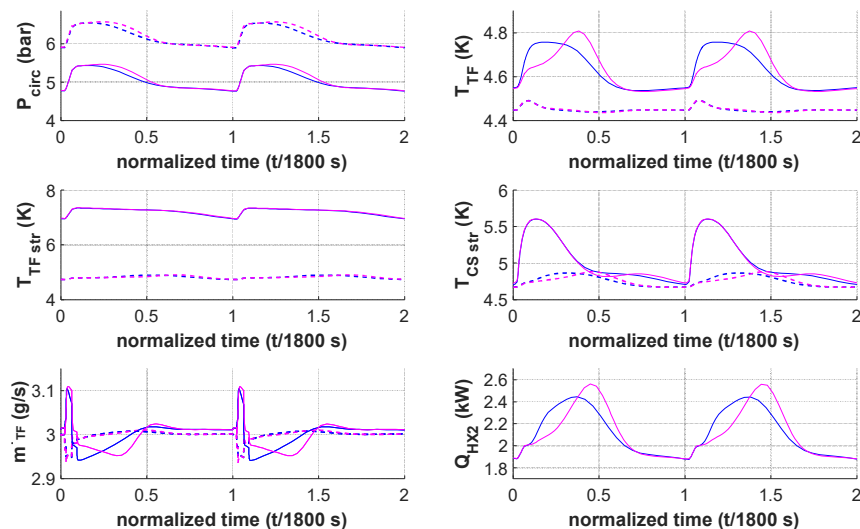 P_circ (bar)
6
5
4
0 0.5 1 1.5 2
normalized time (t/1800 s)
T_TF (K)
4.8
4.6
4.4
0 0.5 1 1.5 2
normalized time (t/1800 s)
T_TF str (K)
8
6
4
0 0.5 1 1.5 2
normalized time (t/1800 s)
T_CS str (K)
6
5.5
5
4.5
0 0.5 1 1.5 2
normalized time (t/1800 s)
ṁ_TF (g/s)
3.1
3
2.9
0 0.5 1 1.5 2
normalized time (t/1800 s)
Q_HX2 (kW)
2.6
2.4
2.2
2
1.8
0 0.5 1 1.5 2
normalized time (t/1800 s)